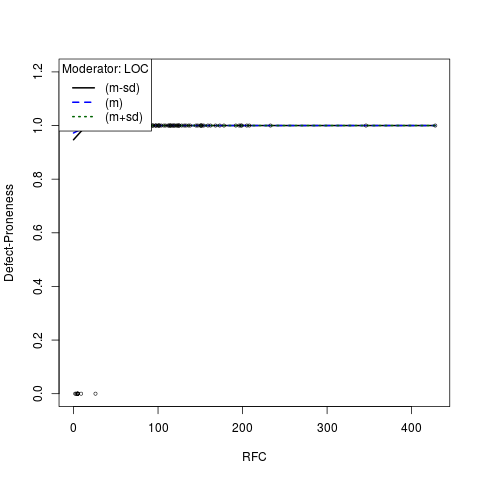 Moderator: LOC
(m-sd)
(m)
(m+sd)
1.2
1.0
0.8
0.6
0.4
0.2
0.0
Defect-Proneness
0 100 200 300 400
RFC